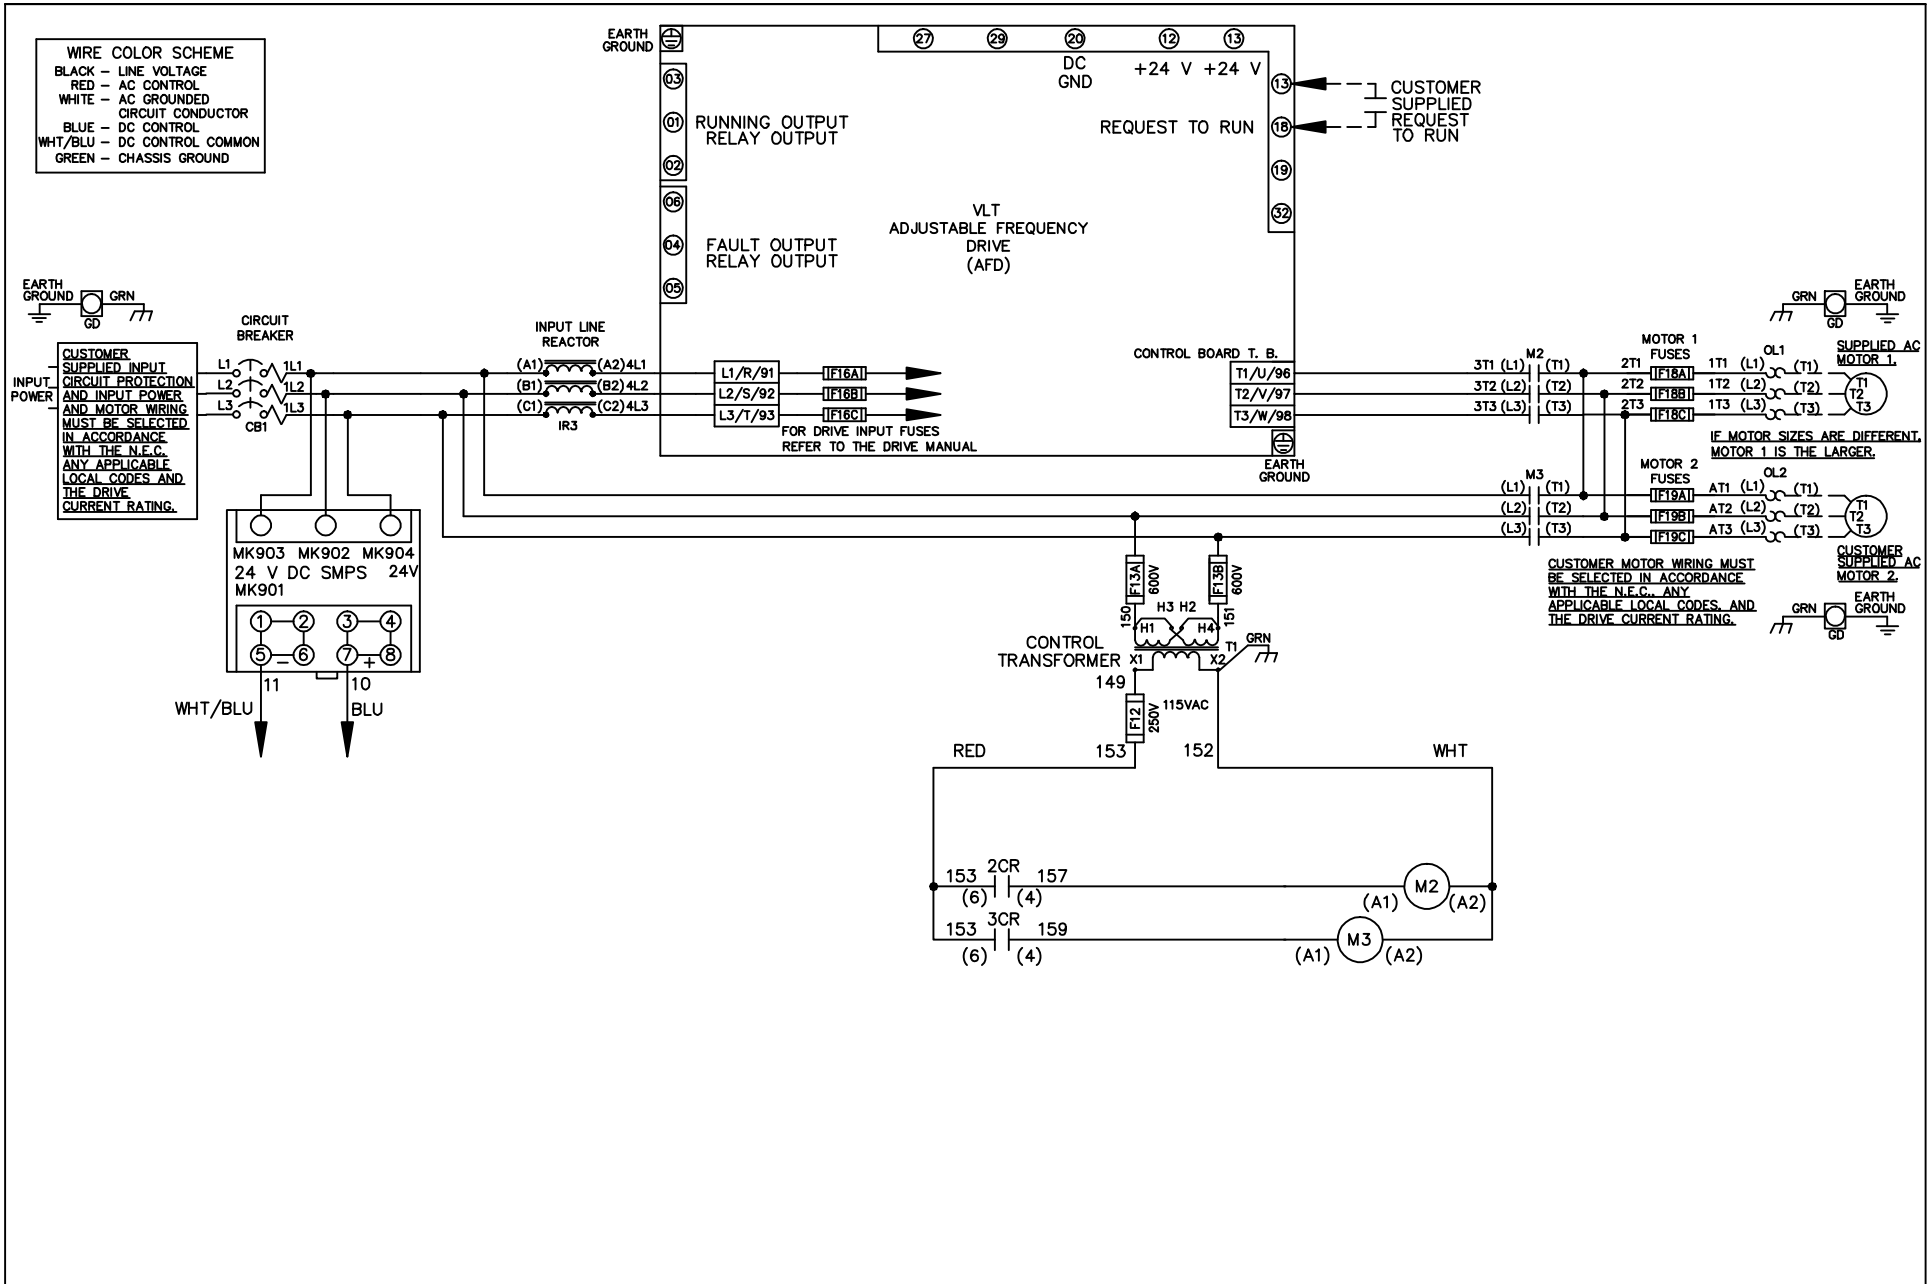 WIRE COLOR SCHEME
BLACK – LINE VOLTAGE
RED – AC CONTROL
WHITE – AC GROUNDED
CIRCUIT CONDUCTOR
BLUE – DC CONTROL
WHT/BLU – DC CONTROL COMMON
GREEN – CHASSIS GROUND
EARTH
GROUND
03
01
02
06
04
05
RUNNING OUTPUT
RELAY OUTPUT
FAULT OUTPUT
RELAY OUTPUT
27
29
20
12
13
DC
GND
+24 V
+24 V
13
18
19
32
REQUEST TO RUN
CUSTOMER
SUPPLIED
REQUEST
TO RUN
VLT
ADJUSTABLE FREQUENCY
DRIVE
(AFD)
EARTH
GROUND
GRN
GD
INPUT
POWER
CUSTOMER
SUPPLIED INPUT
CIRCUIT PROTECTION
AND INPUT POWER
AND MOTOR WIRING
MUST BE SELECTED
IN ACCORDANCE
WITH THE N.E.C.
ANY APPLICABLE
LOCAL CODES AND
THE DRIVE
CURRENT RATING.
CIRCUIT
BREAKER
L1
1L1
L2
1L2
L3
1L3
CB1
INPUT LINE
REACTOR
(A1)
(A2)
4L1
(B1)
(B2)
4L2
(C1)
(C2)
4L3
IR3
L1/R/91
F16A
L2/S/92
F16B
L3/T/93
F16C
FOR DRIVE INPUT FUSES
REFER TO THE DRIVE MANUAL
CONTROL BOARD T. B.
T1/U/96
T2/V/97
T3/W/98
EARTH
GROUND
M2
3T1 (L1) (T1)
3T2 (L2) (T2)
3T3 (L3) (T3)
MOTOR 1
FUSES
2T1 F18A 1T1 (L1)
2T2 F18B 1T2 (L2)
2T3 F18C 1T3 (L3)
OL1
(T1)
(T2)
(T3)
T1
T2
T3
GRN
GD
EARTH
GROUND
SUPPLIED AC
MOTOR 1.
IF MOTOR SIZES ARE DIFFERENT,
MOTOR 1 IS THE LARGER.
M3
(L1) (T1)
(L2) (T2)
(L3) (T3)
MOTOR 2
FUSES
F19A AT1 (L1)
F19B AT2 (L2)
F19C AT3 (L3)
OL2
(T1)
(T2)
(T3)
T1
T2
T3
CUSTOMER
SUPPLIED AC
MOTOR 2.
CUSTOMER MOTOR WIRING MUST
BE SELECTED IN ACCORDANCE
WITH THE N.E.C., ANY
APPLICABLE LOCAL CODES, AND
THE DRIVE CURRENT RATING.
GRN
GD
EARTH
GROUND
MK903 MK902 MK904
24 V DC SMPS 24V
MK901
1
2
3
4
5
–
6
7
+
8
11
10
WHT/BLU
BLU
F13A
600V
F13B
600V
150
151
H3 H2
H1
H4
CONTROL
TRANSFORMER
X1
X2
T1
GRN
149
F12
250V
115VAC
RED
153
152
WHT
153
2CR
157
(6)
(4)
M2
(A1)
(A2)
153
3CR
159
(6)
(4)
M3
(A1)
(A2)